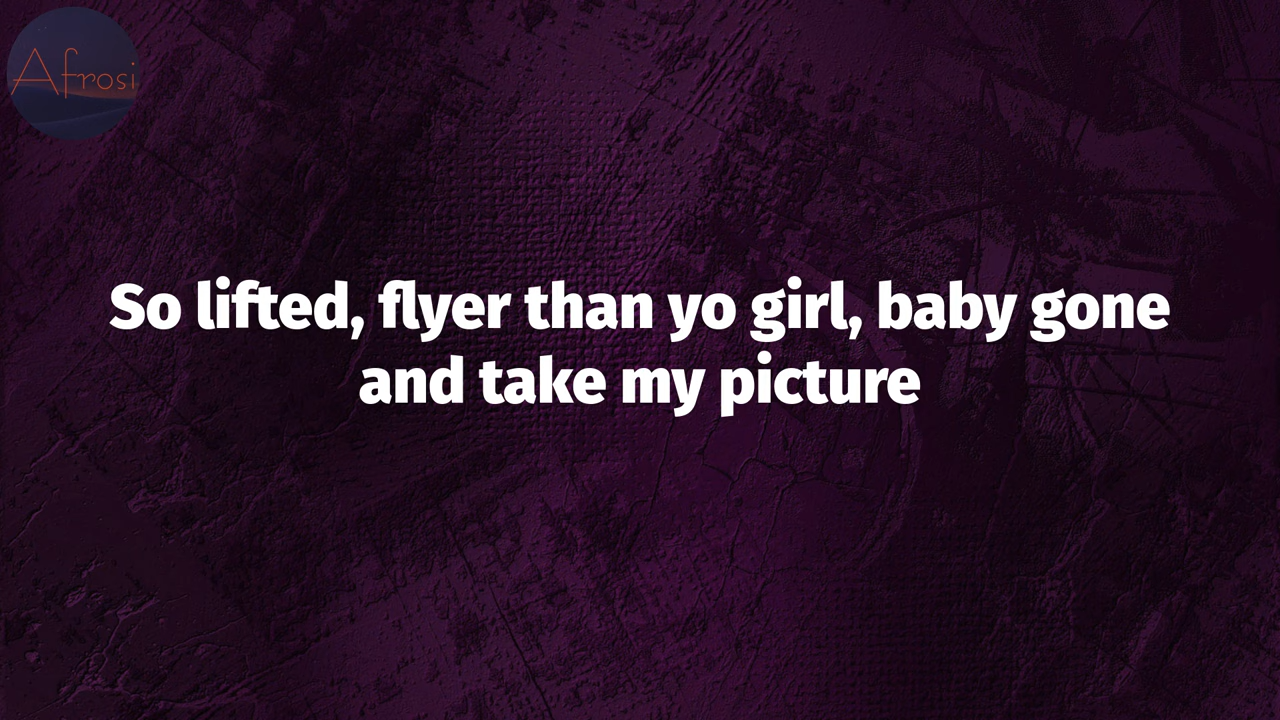 Afrosi
So lifted, flyer than yo girl, baby gone
and take my picture